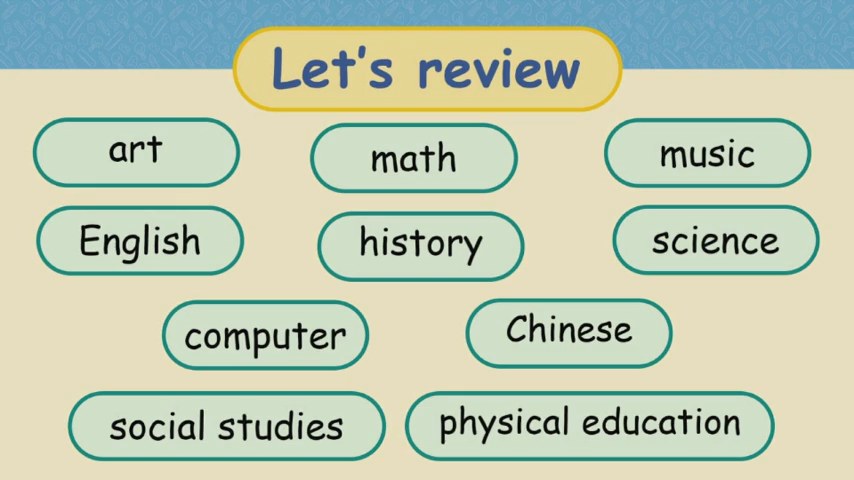 Let's review
art
math
music
English
history
science
computer
Chinese
social studies
physical education